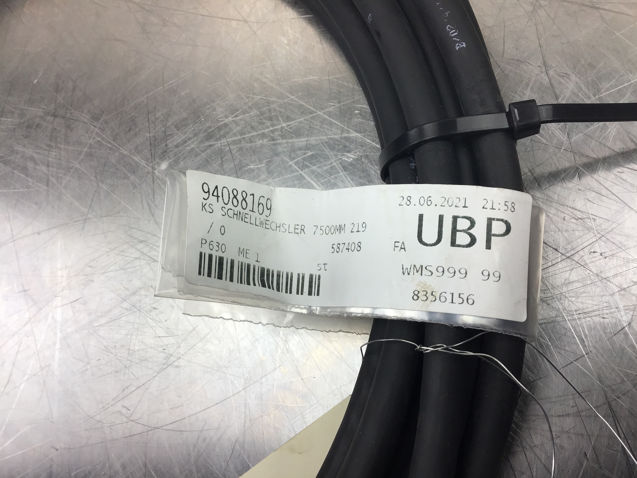 94088169
28.06.2021 21:58
KS SCHNELLWECHSLER 7500MM 219
/ 0
587408
FA
UBP
P630 ME 1
st
WMS999 99
8356156